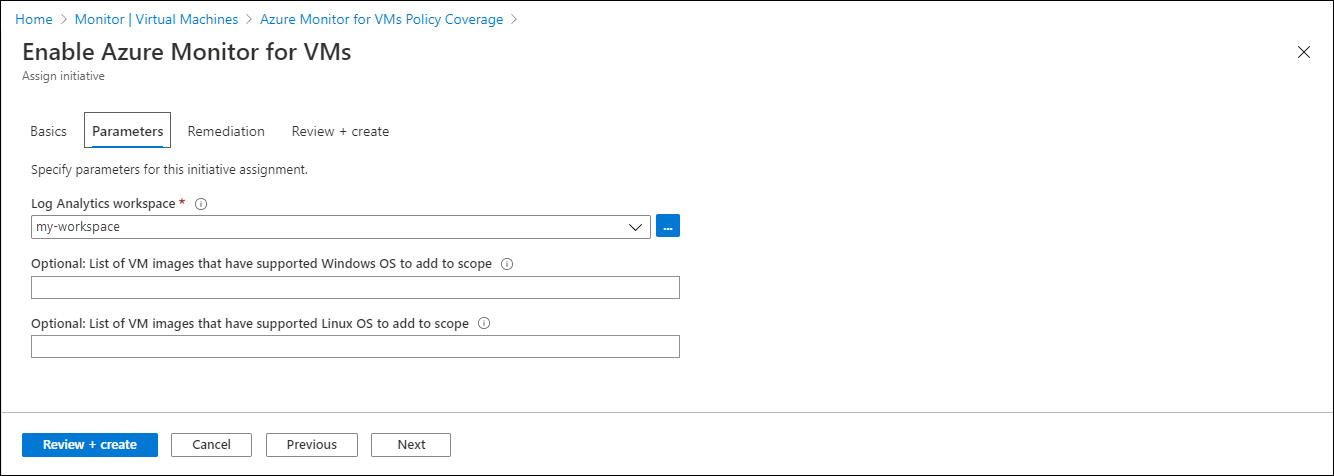 Home > Monitor | Virtual Machines > Azure Monitor for VMs Policy Coverage >
Enable Azure Monitor for VMs
Assign initiative
Basics Parameters Remediation Review + create
Specify parameters for this initiative assignment.
Log Analytics workspace *
my-workspace ...
Optional: List of VM images that have supported Windows OS to add to scope
Optional: List of VM images that have supported Linux OS to add to scope
Review + create Cancel Previous Next